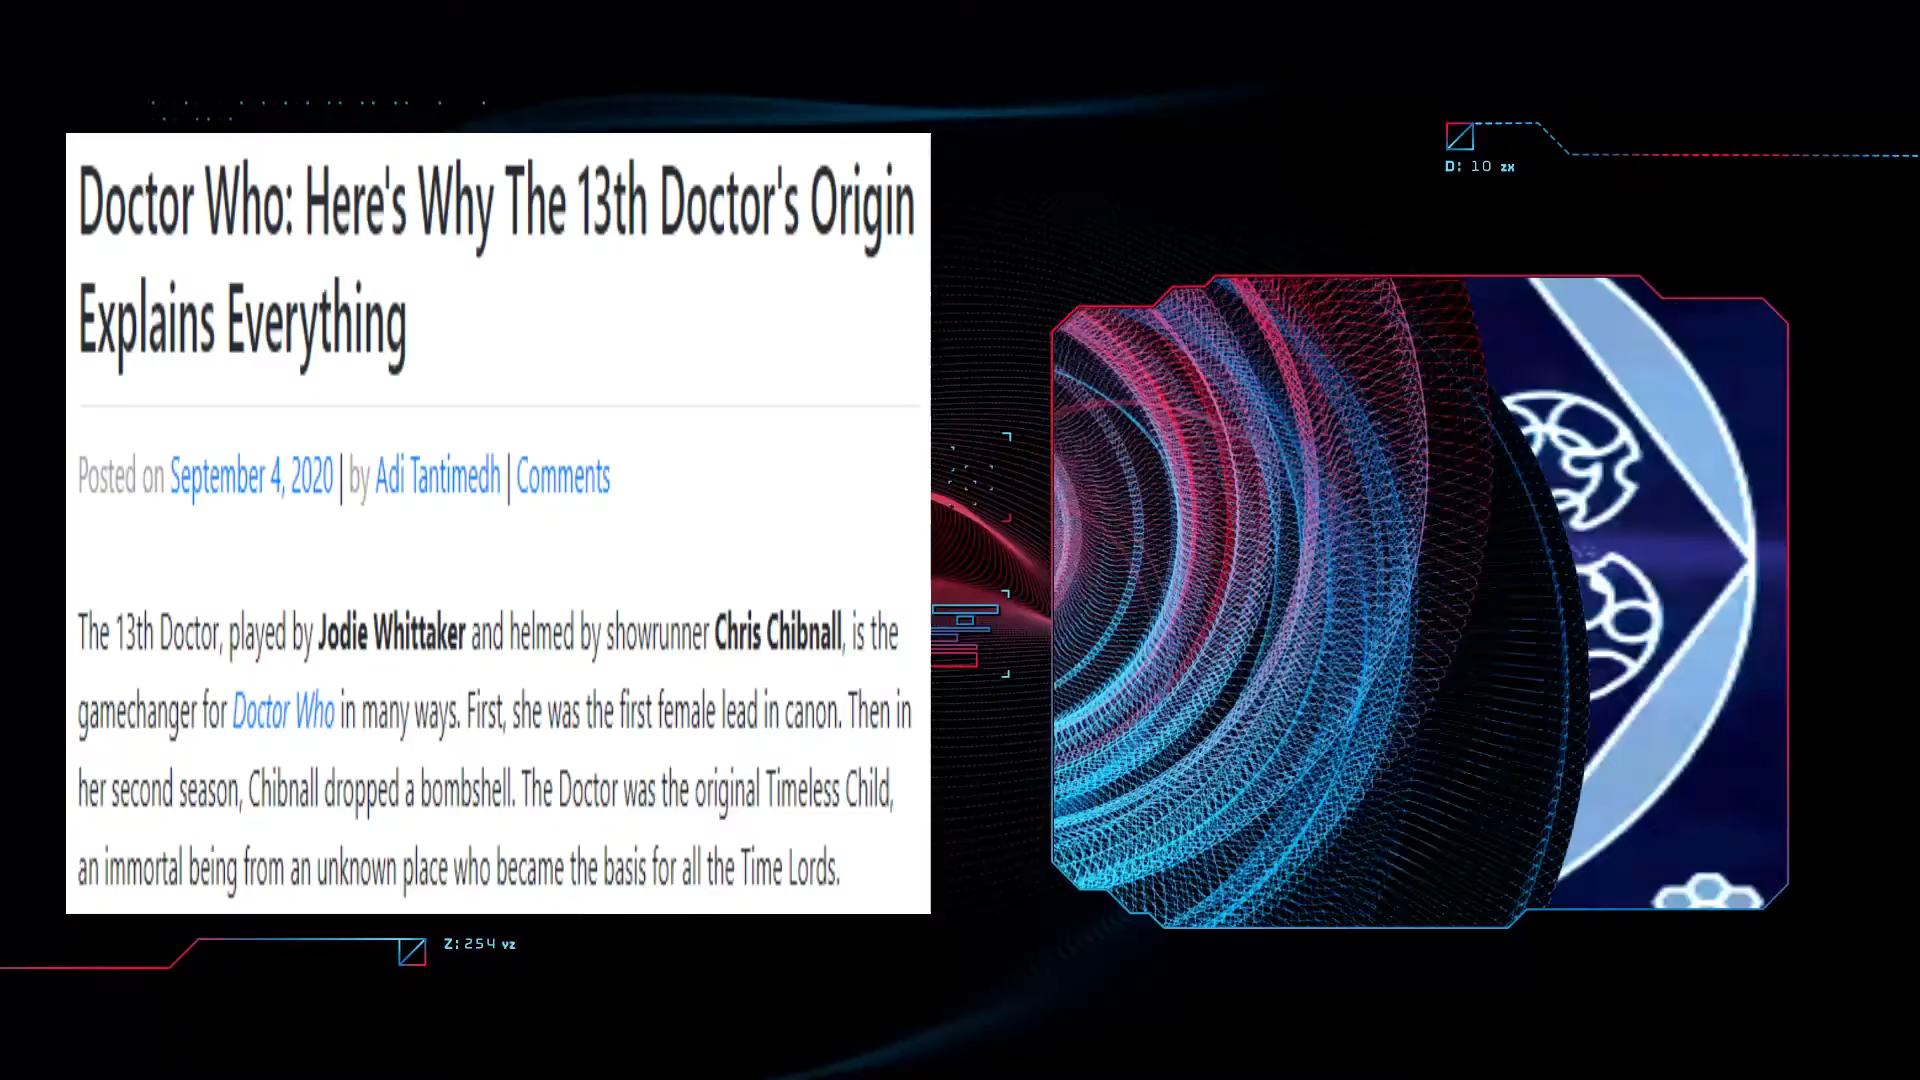 Doctor Who: Here's Why The 13th Doctor's Origin
Explains Everything
Posted on September 4, 2020 | by Adi Tantimedh | Comments
The 13th Doctor, played by Jodie Whittaker and helmed by showrunner Chris Chibnall, is the
gamechanger for Doctor Who in many ways. First, she was the first female lead in canon. Then in
her second season, Chibnall dropped a bombshell. The Doctor was the original Timeless Child,
an immortal being from an unknown place who became the basis for all the Time Lords.
D: 10 zx
Z: 254 vz